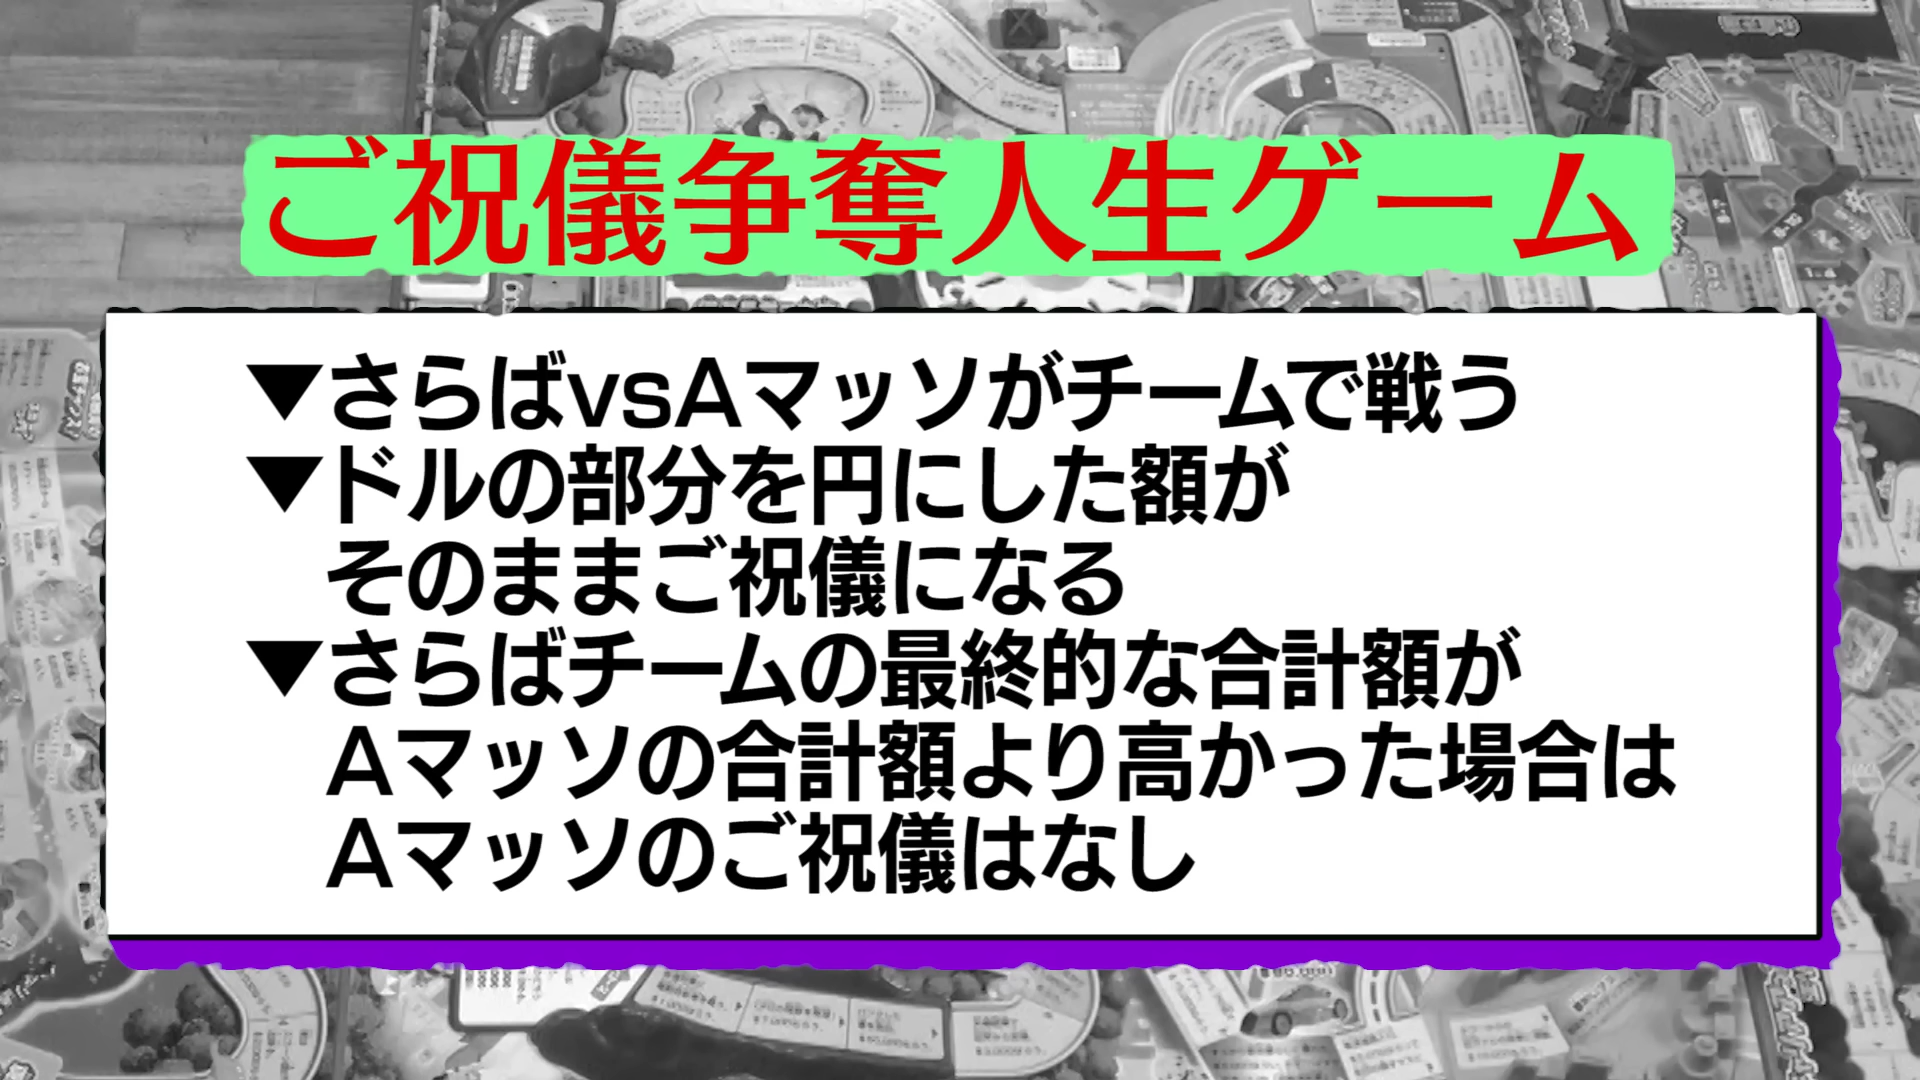 ご祝儀争奪人生ゲーム
▼さらばvsAマッソがチームで戦う
▼ドルの部分を円にした額が
そのままご祝儀になる
▼さらばチームの最終的な合計額が
Aマッソの合計額より高かった場合は
Aマッソのご祝儀はなし